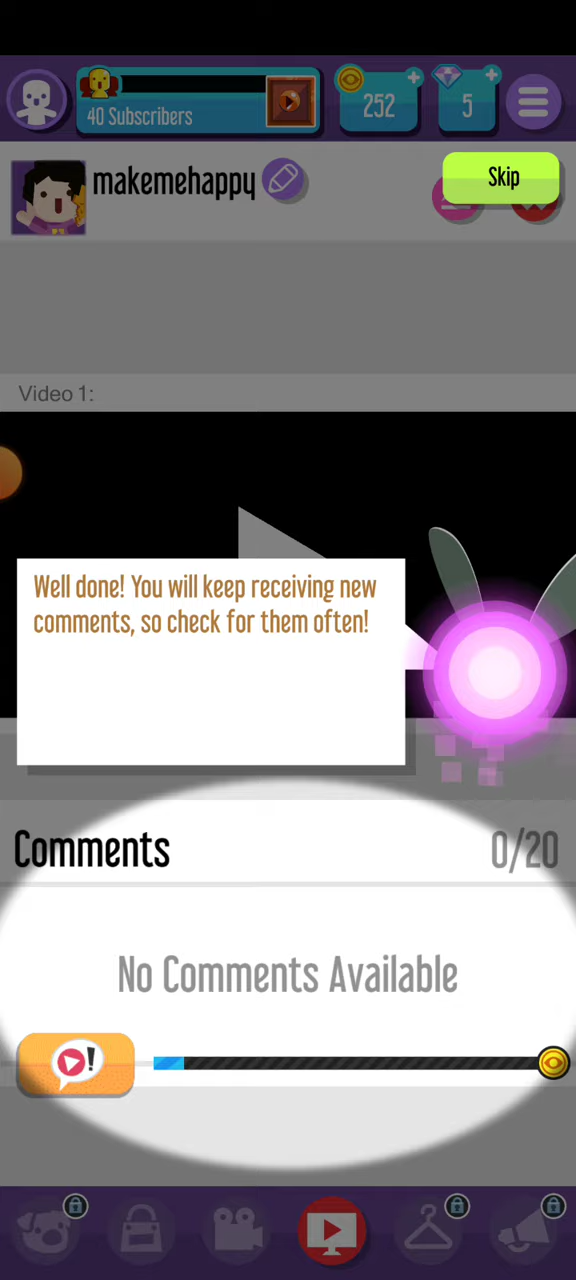 40 Subscribers
252
5
makemehappy
Skip
Video 1:
Well done! You will keep receiving new
comments, so check for them often!
Comments
0/20
No Comments Available
!